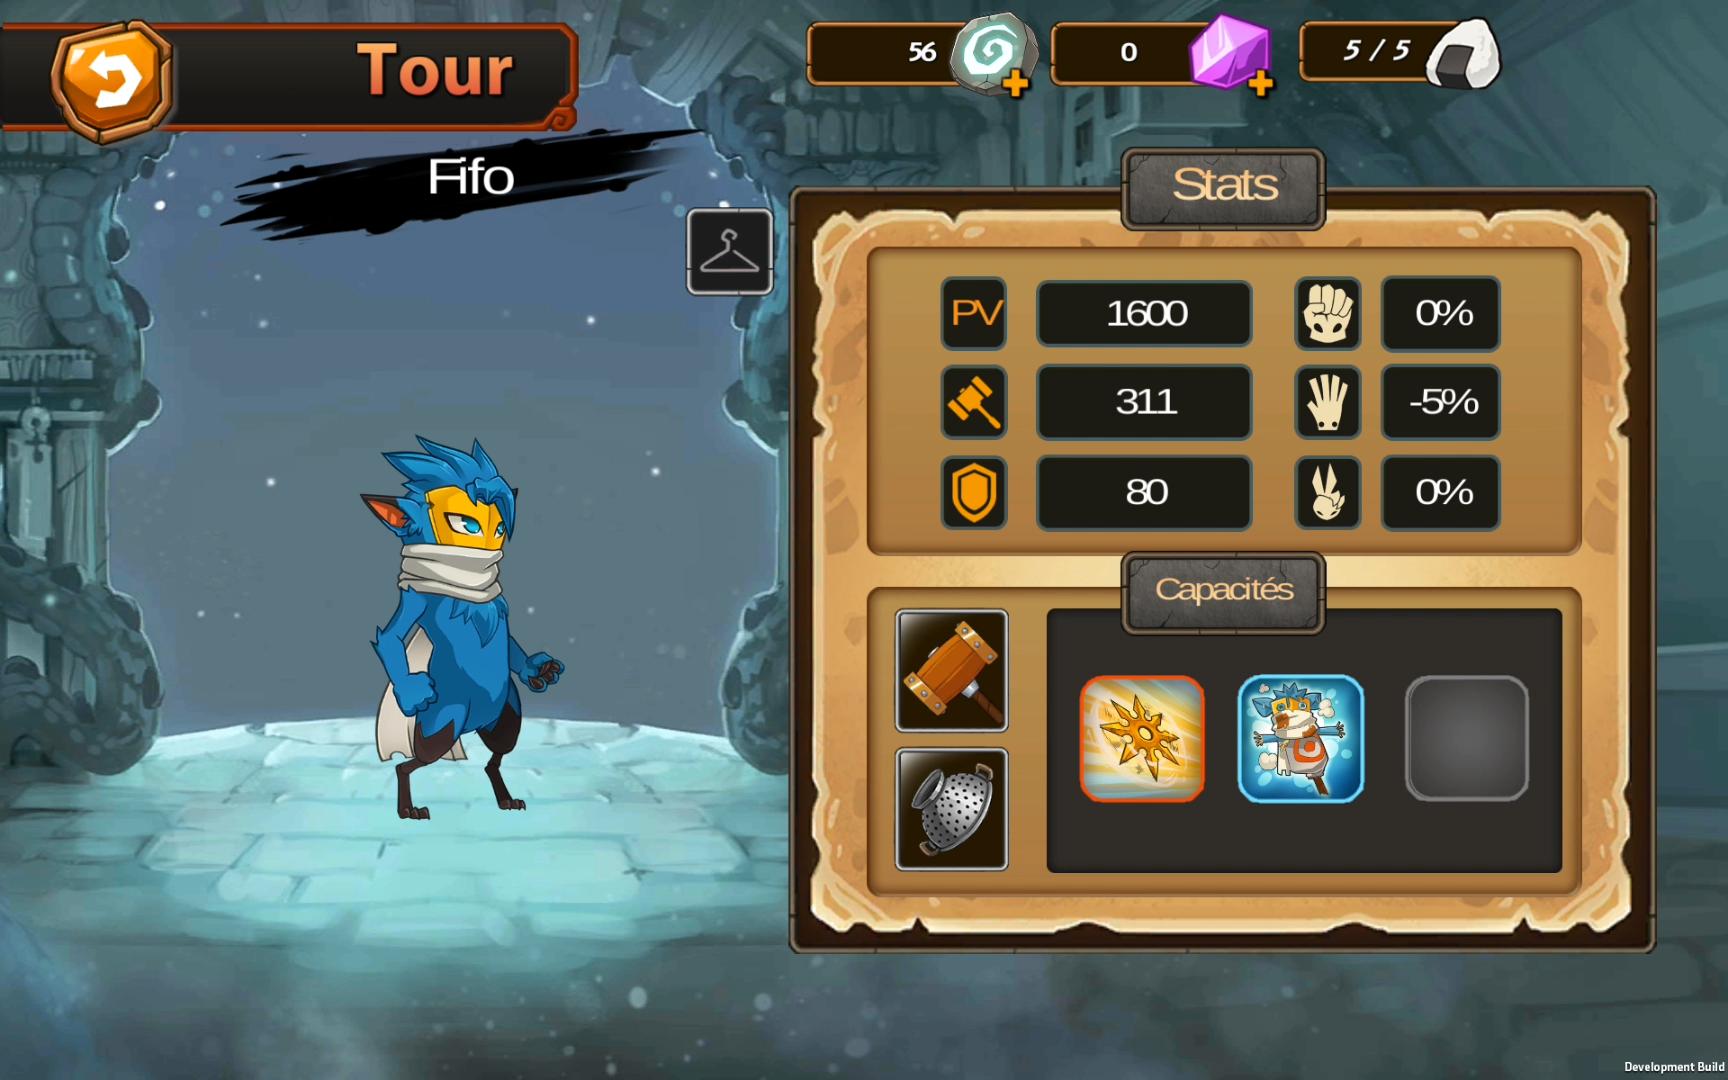 Tour
56
0
5 / 5
Fifo
Stats
PV
1600
0%
311
-5%
80
0%
Capacités
Development Build